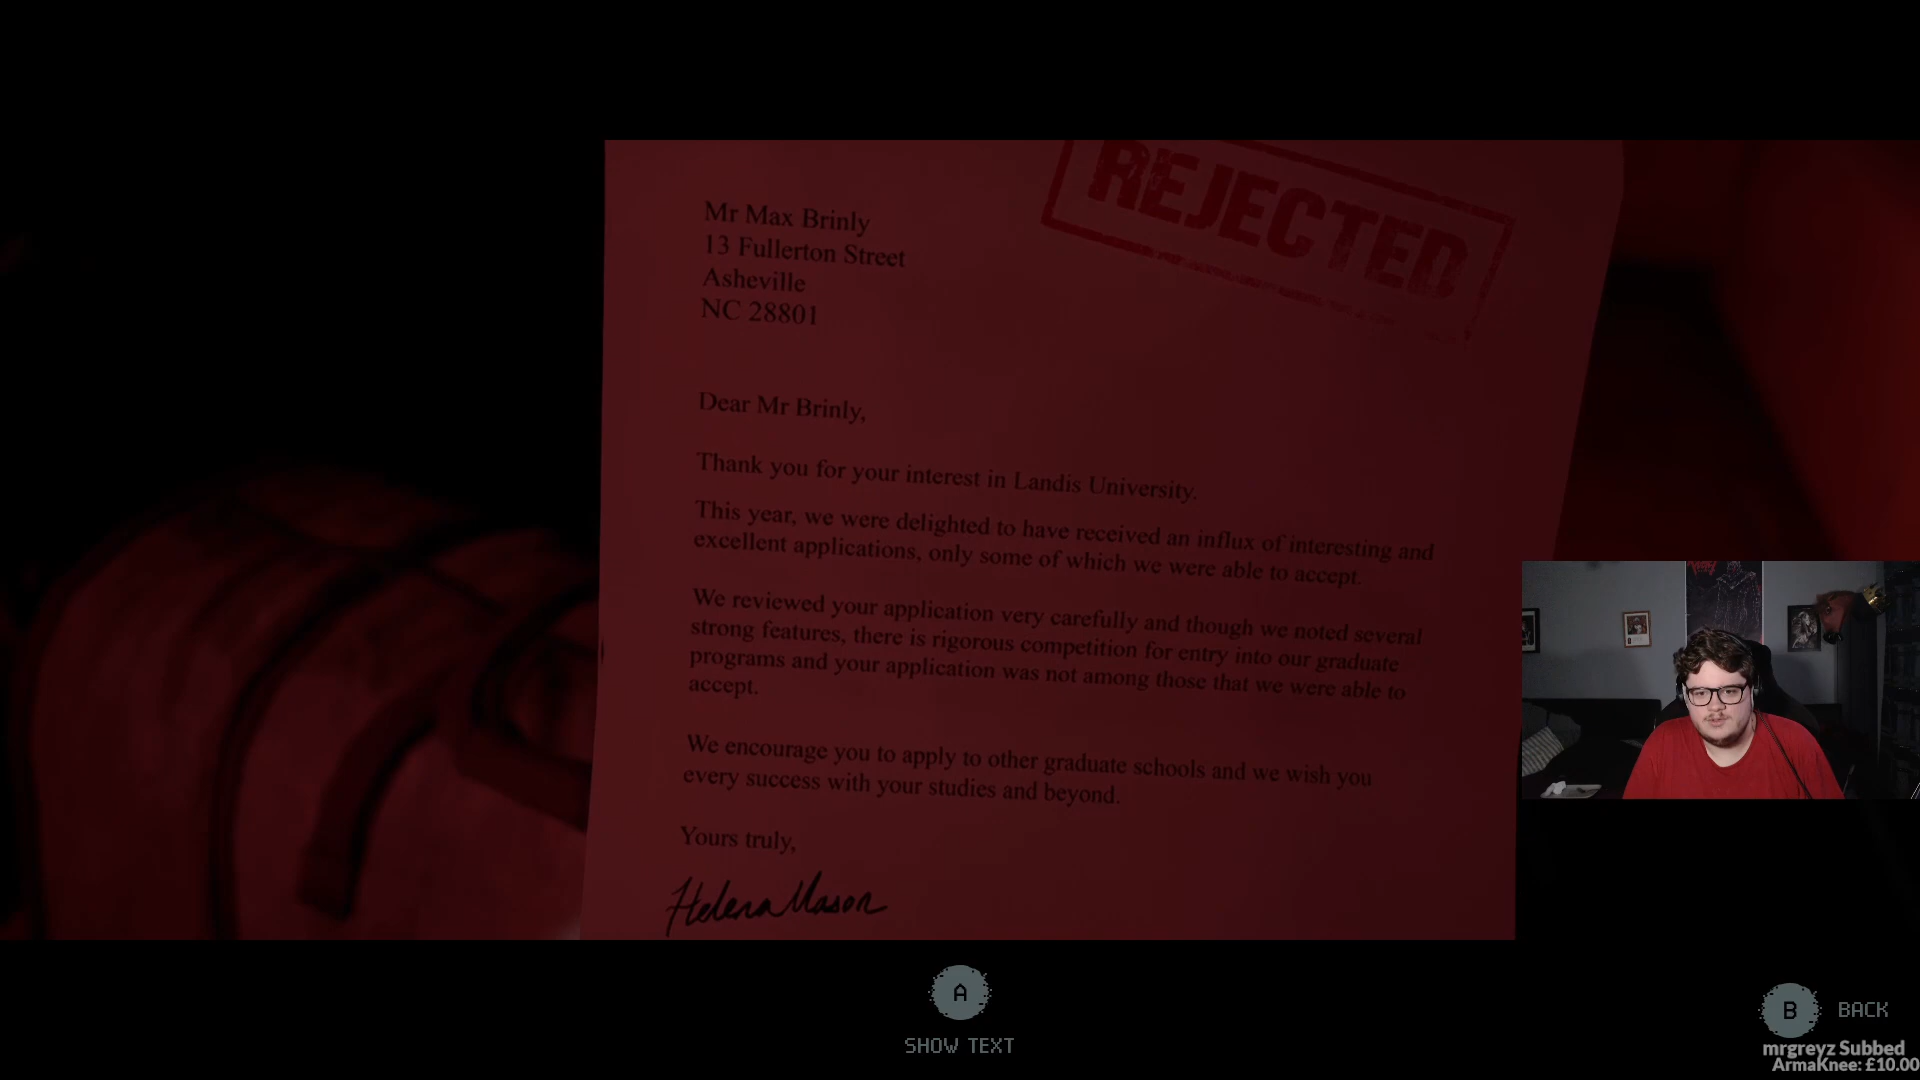 REJECTED
Mr Max Brinly
13 Fullerton Street
Asheville
NC 28801
Dear Mr Brinly,
Thank you for your interest in Landis University.
This year, we were delighted to have received an influx of interesting and
excellent applications, only some of which we were able to accept.
We reviewed your application very carefully and though we noted several
strong features, there is rigorous competition for entry into our graduate
programs and your application was not among those that we were able to
accept.
We encourage you to apply to other graduate schools and we wish you
every success with your studies and beyond.
Yours truly,
Helena Mason
A
SHOW TEXT
B BACK
mrgreyz Subbed
ArmaKnee: £10.00